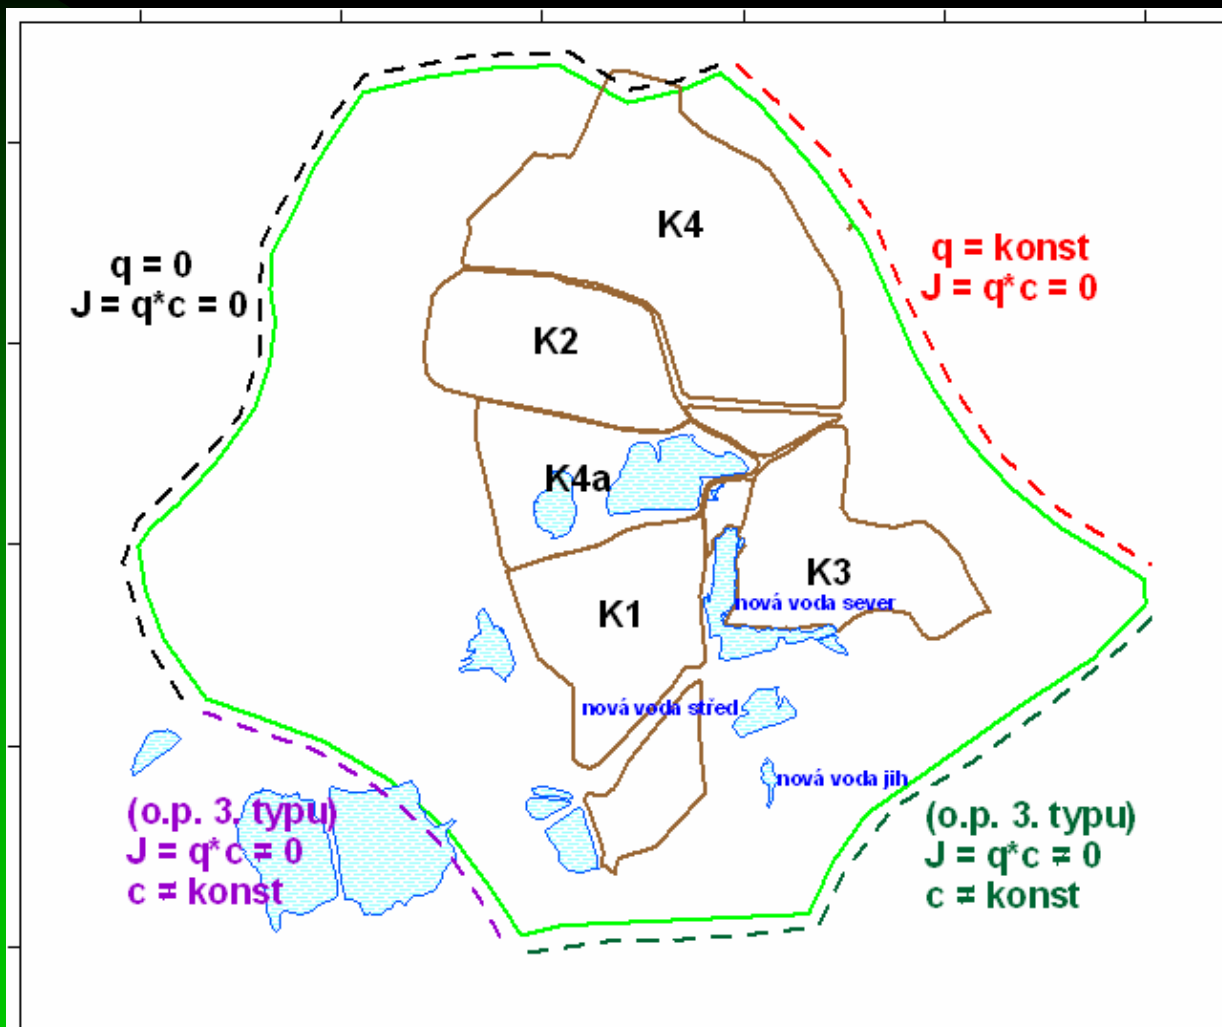 K4
q = konst
J = q*c = 0
q = 0
J = q*c = 0
K2
K4a
K3
nová voda sever
K1
nová voda střed
nová voda jih
(o.p. 3. typu)
J = q*c ≠ 0
c ≠ konst
(o.p. 3. typu)
J = q*c ≠ 0
c ≠ konst